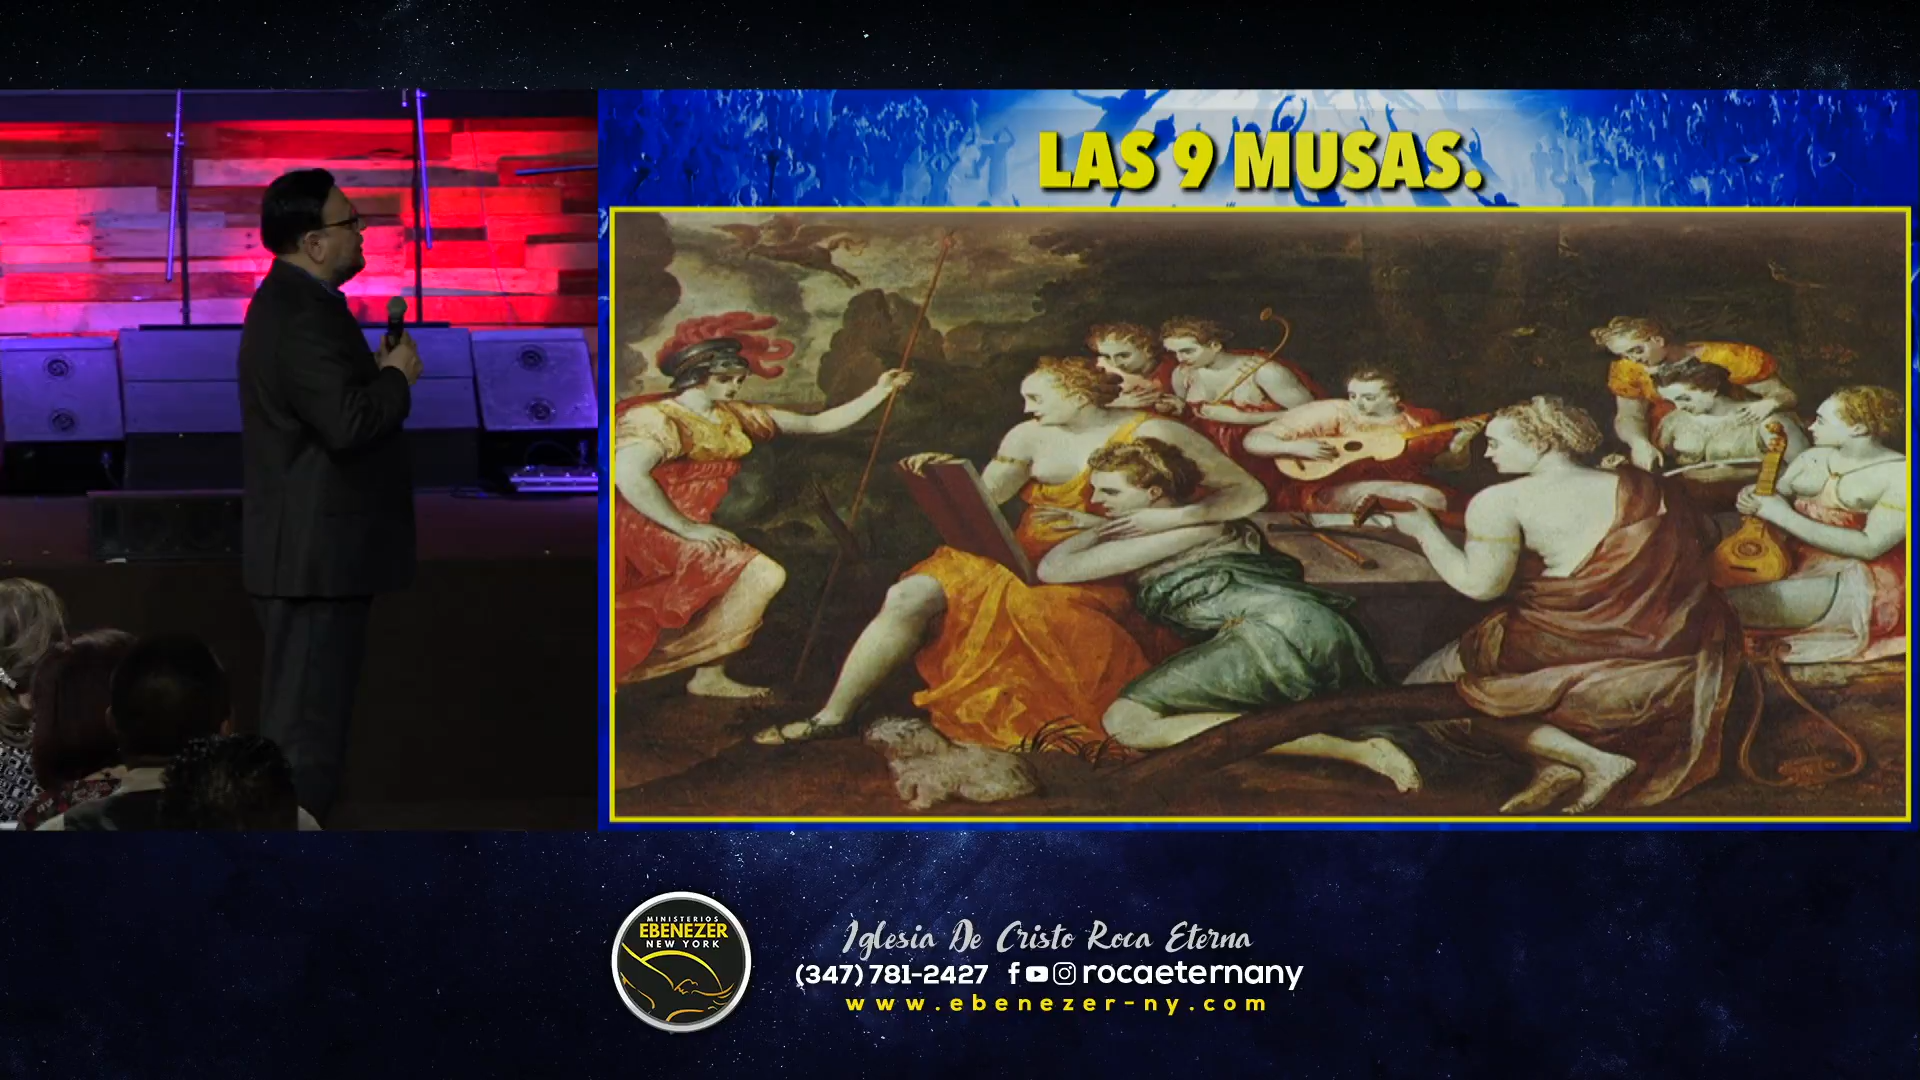 LAS 9 MUSAS.
MINISTERIOS
EBENEZER
NEW YORK
Iglesia De Cristo Roca Eterna
(347) 781-2427 rocaeternany
www.ebenezer-ny.com